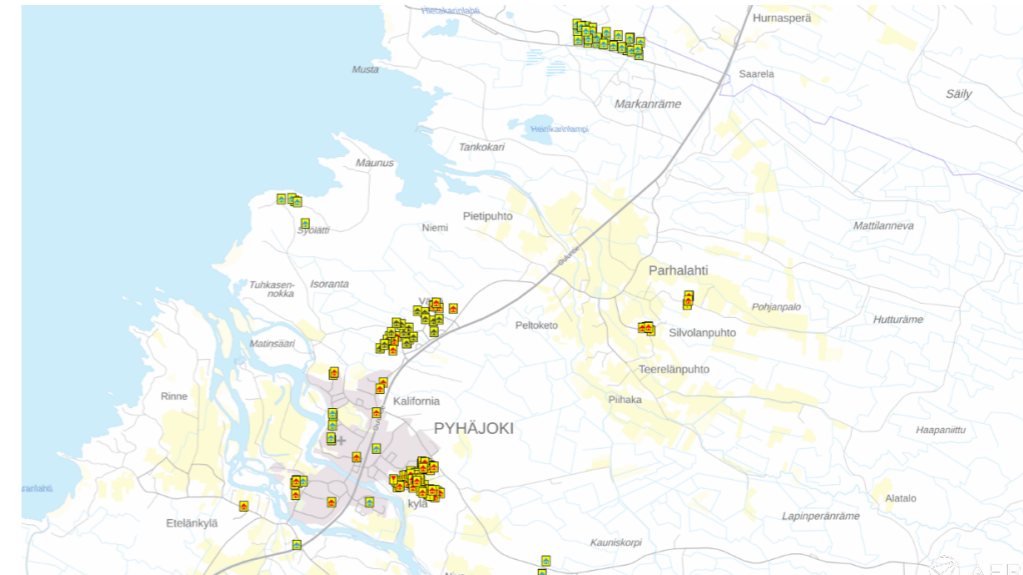 Hurnasperä
Musta
Saarela
Säily
Markanräme
Heinikarinlampi
Tankokari
Maunus
Pietipuhto
Niemi
Mattilanneva
Syölätti
Parhalahti
Tuhkasen-
nokka
Isoranta
Pohjanpalo
Hutturäme
Peltoketo
Silvolanpuhto
Matinsaari
Teerelänpuhto
Rinne
Piihaka
Kalifornia
PYHÄJOKI
Haapaniittu
Alatalo
kylä
Lapinperänräme
Etelänkylä
Kauniskorpi